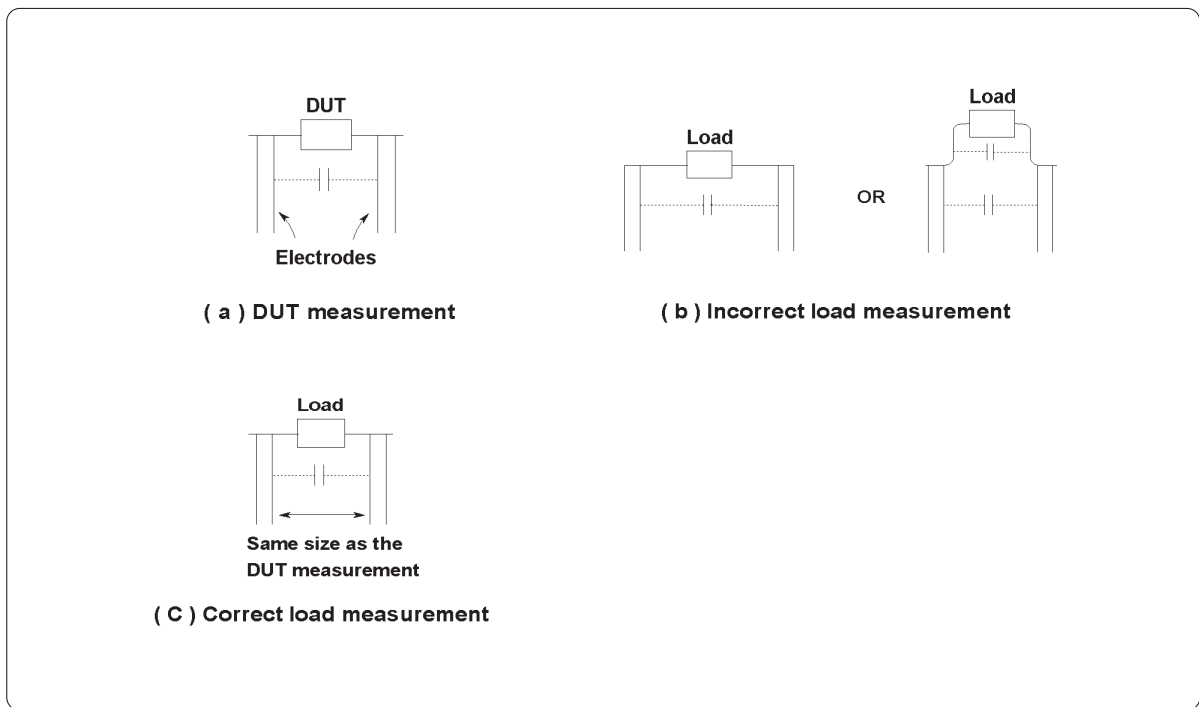 DUT
Electrodes
( a ) DUT measurement
Load
OR
Load
( b ) Incorrect load measurement
Load
Same size as the
DUT measurement
( C ) Correct load measurement